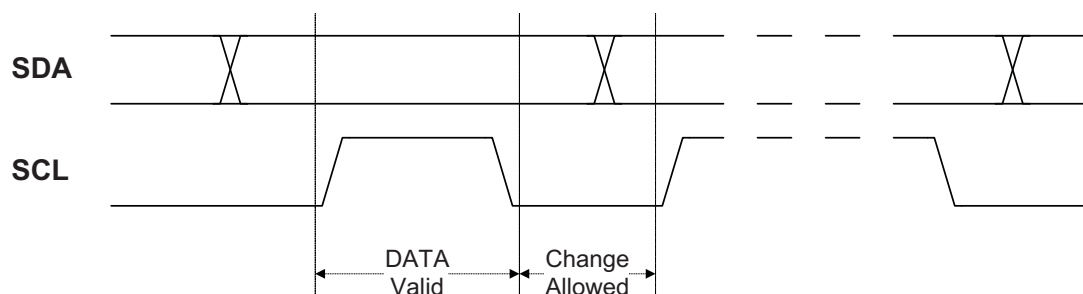 SDA
SCL
DATA
Valid
Change
Allowed